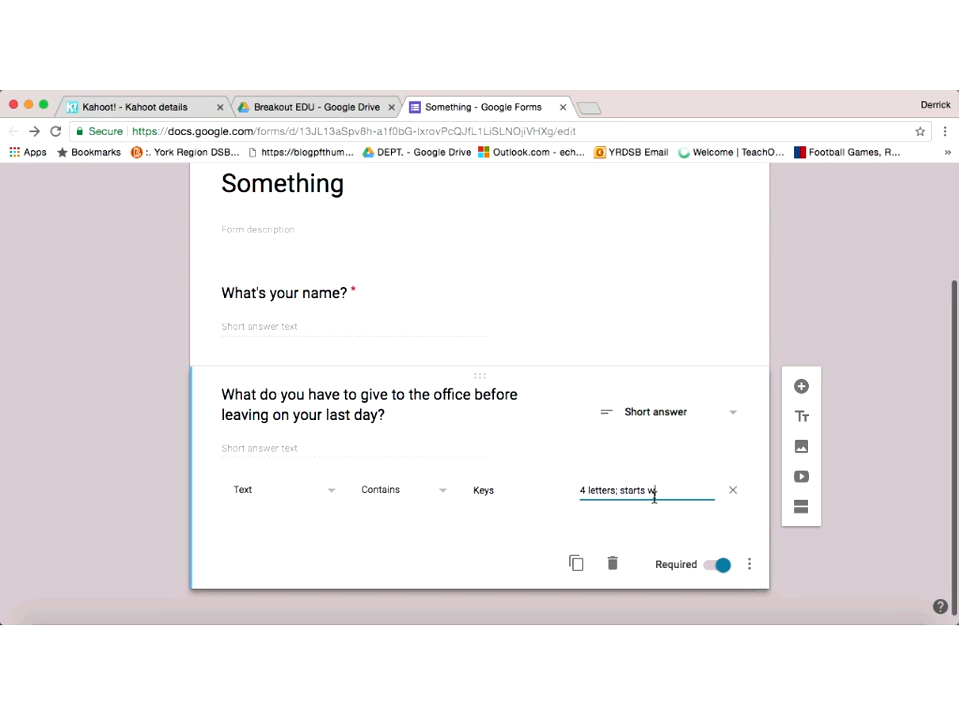 Kahoot! - Kahoot details
Breakout EDU - Google Drive
Something - Google Forms
Derrick
Secure https://docs.google.com/forms/d/13JL13aSpv8h-a1f0bG-IxrovPcQJfL1LiSLNOjiVHXg/edit
Apps
Bookmarks
:. York Region DSB...
https://blogpfthum...
DEPT. - Google Drive
Outlook.com - ech...
YRDSB Email
Welcome | TeachO...
Football Games, R...
»
Something
Form description
What's your name? *
Short answer text
What do you have to give to the office before
leaving on your last day?
Short answer
Short answer text
Text
Contains
Keys
4 letters; starts w
Required